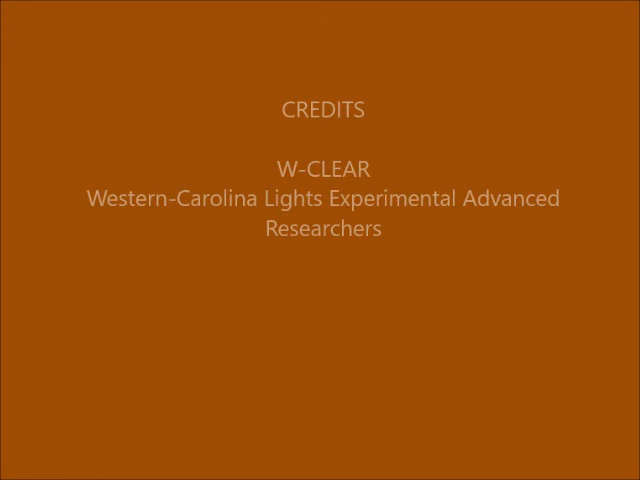 CREDITS
W-CLEAR
Western-Carolina Lights Experimental Advanced
Researchers